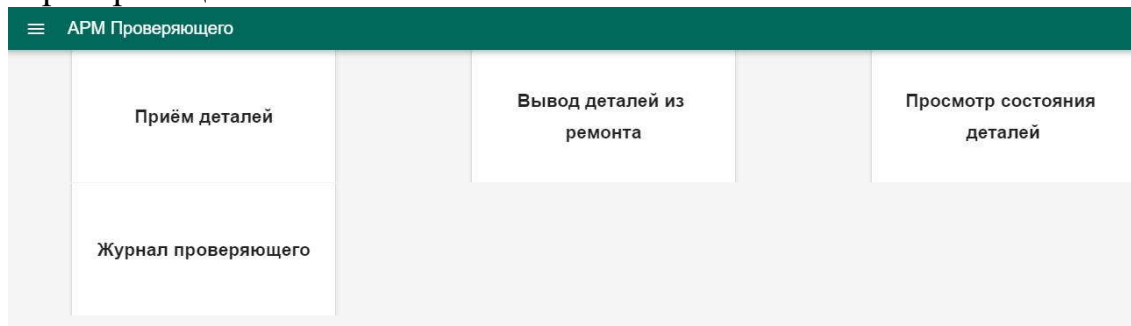 АРМ Проверяющего
Приём деталей
Вывод деталей из
ремонта
Просмотр состояния
деталей
Журнал проверяющего